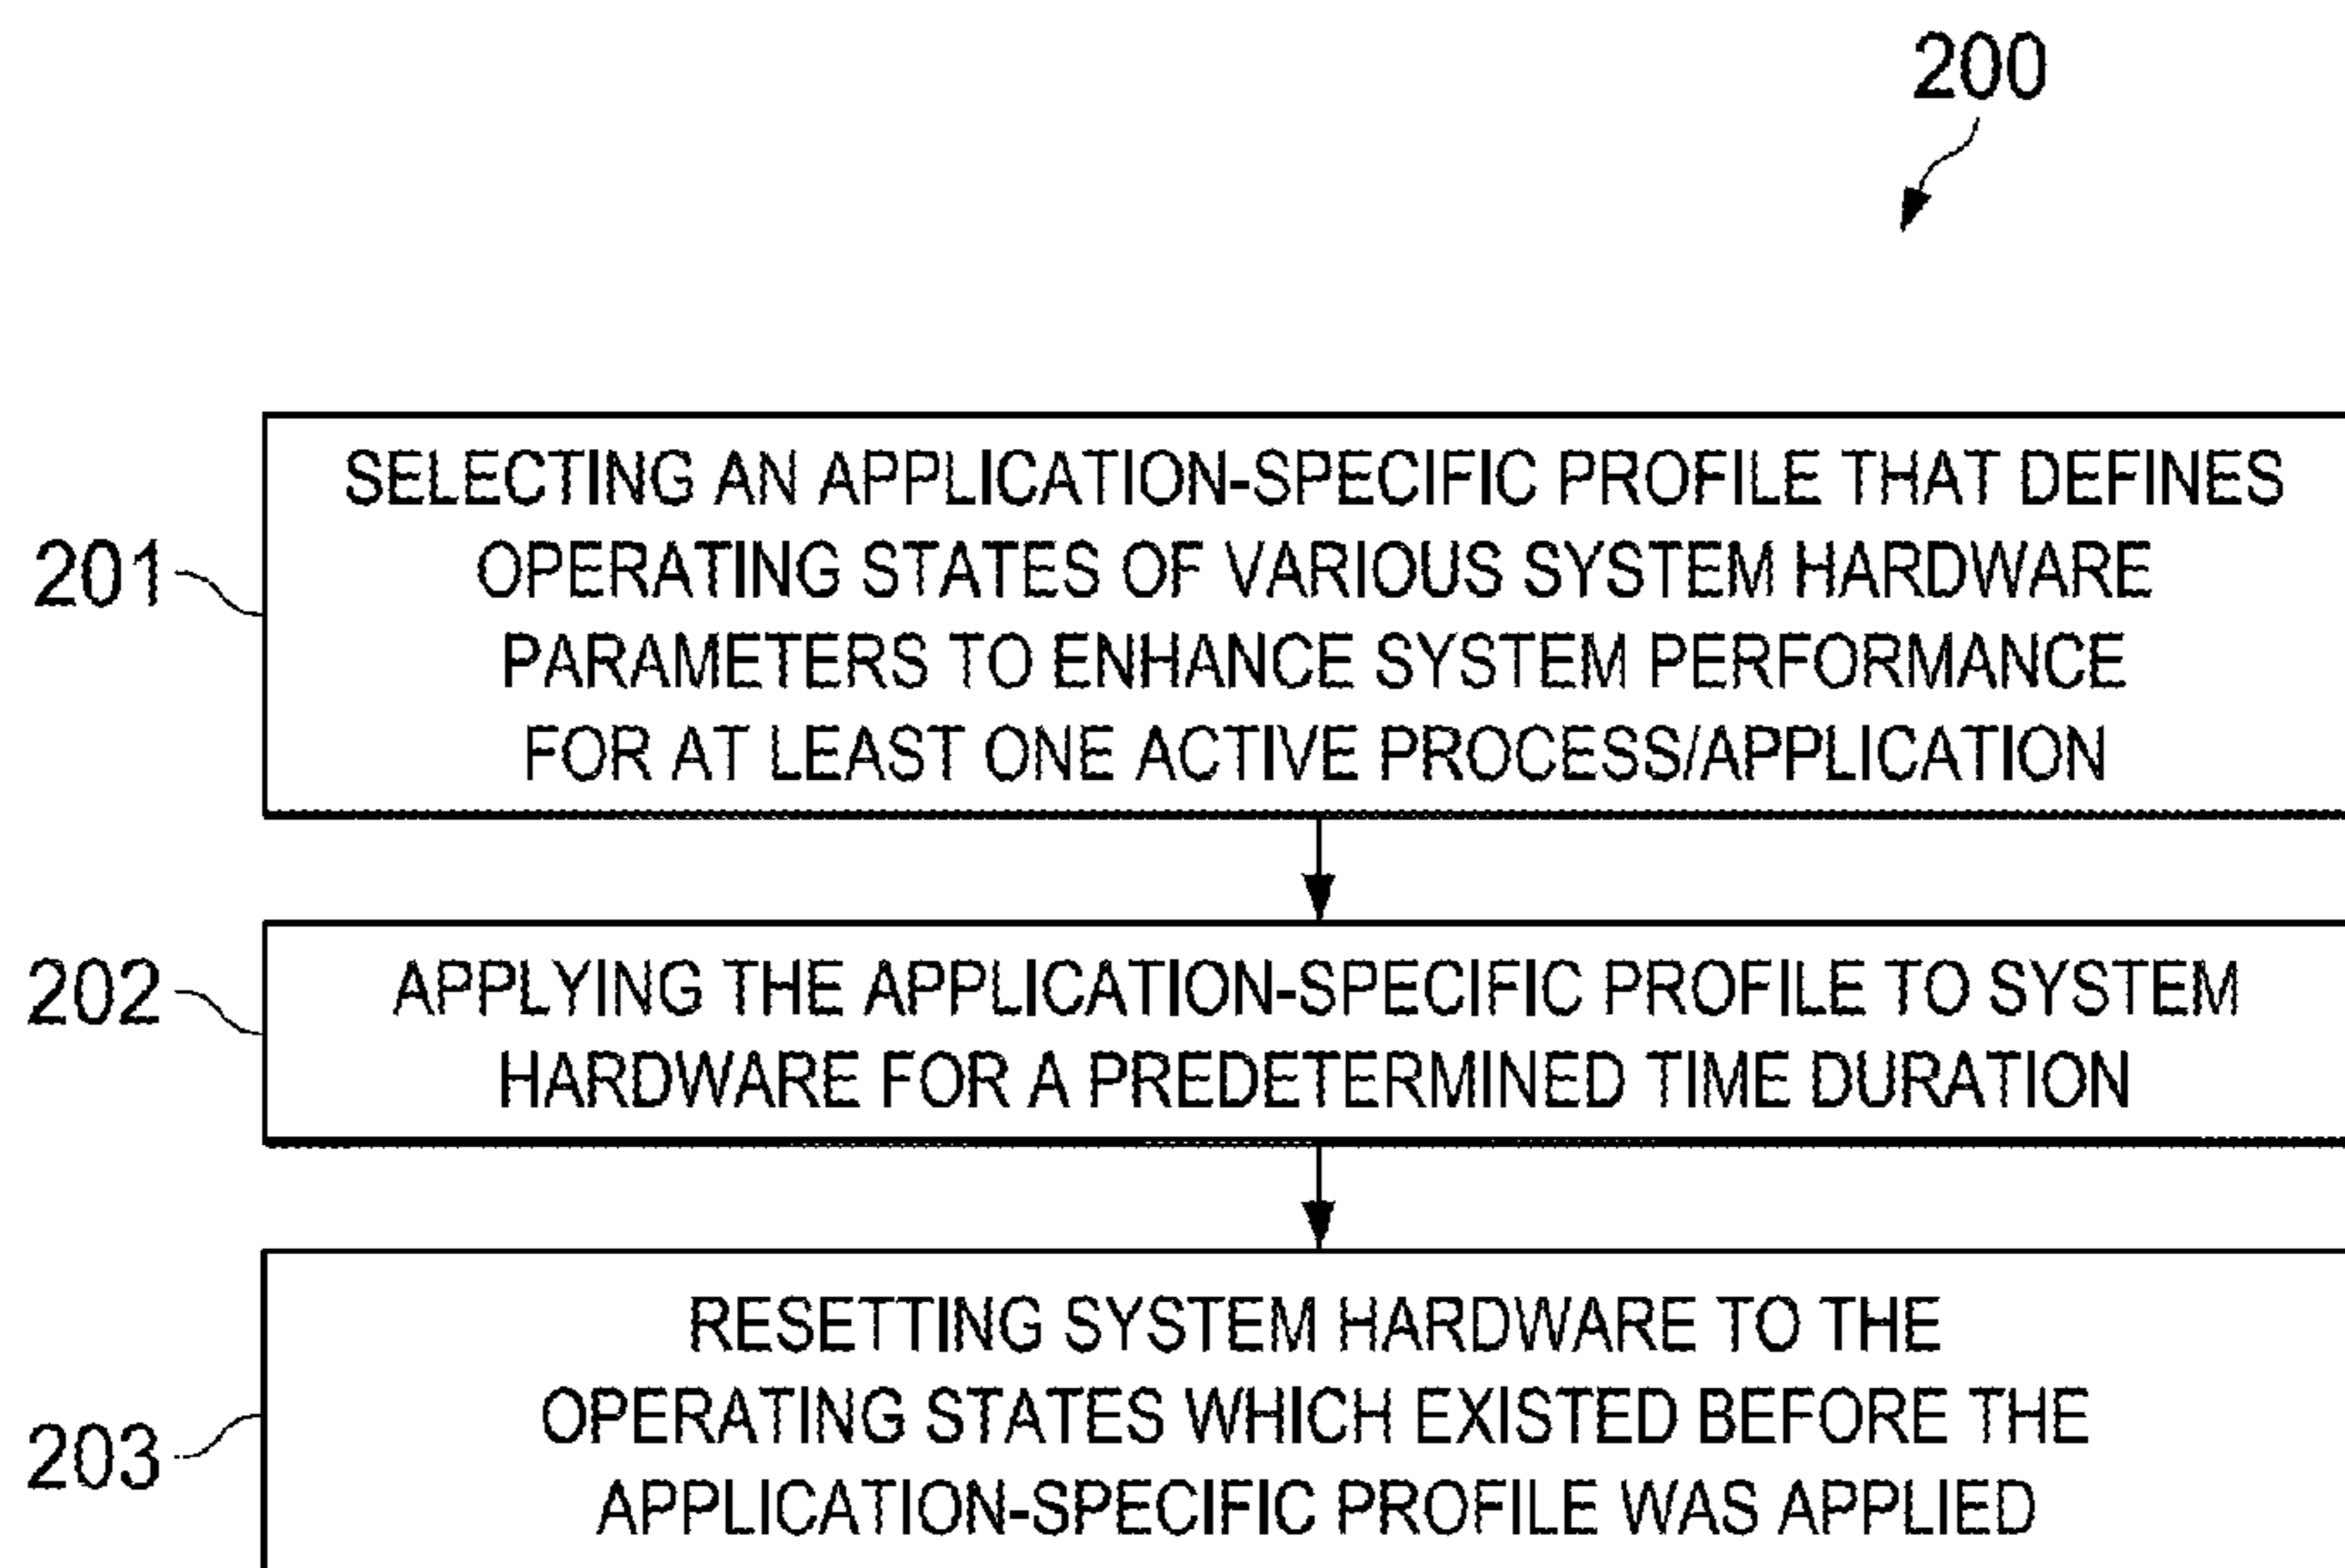 200
201
SELECTING AN APPLICATION-SPECIFIC PROFILE THAT DEFINES
OPERATING STATES OF VARIOUS SYSTEM HARDWARE
PARAMETERS TO ENHANCE SYSTEM PERFORMANCE
FOR AT LEAST ONE ACTIVE PROCESS/APPLICATION
202
APPLYING THE APPLICATION-SPECIFIC PROFILE TO SYSTEM
HARDWARE FOR A PREDETERMINED TIME DURATION
203
RESETTING SYSTEM HARDWARE TO THE
OPERATING STATES WHICH EXISTED BEFORE THE
APPLICATION-SPECIFIC PROFILE WAS APPLIED